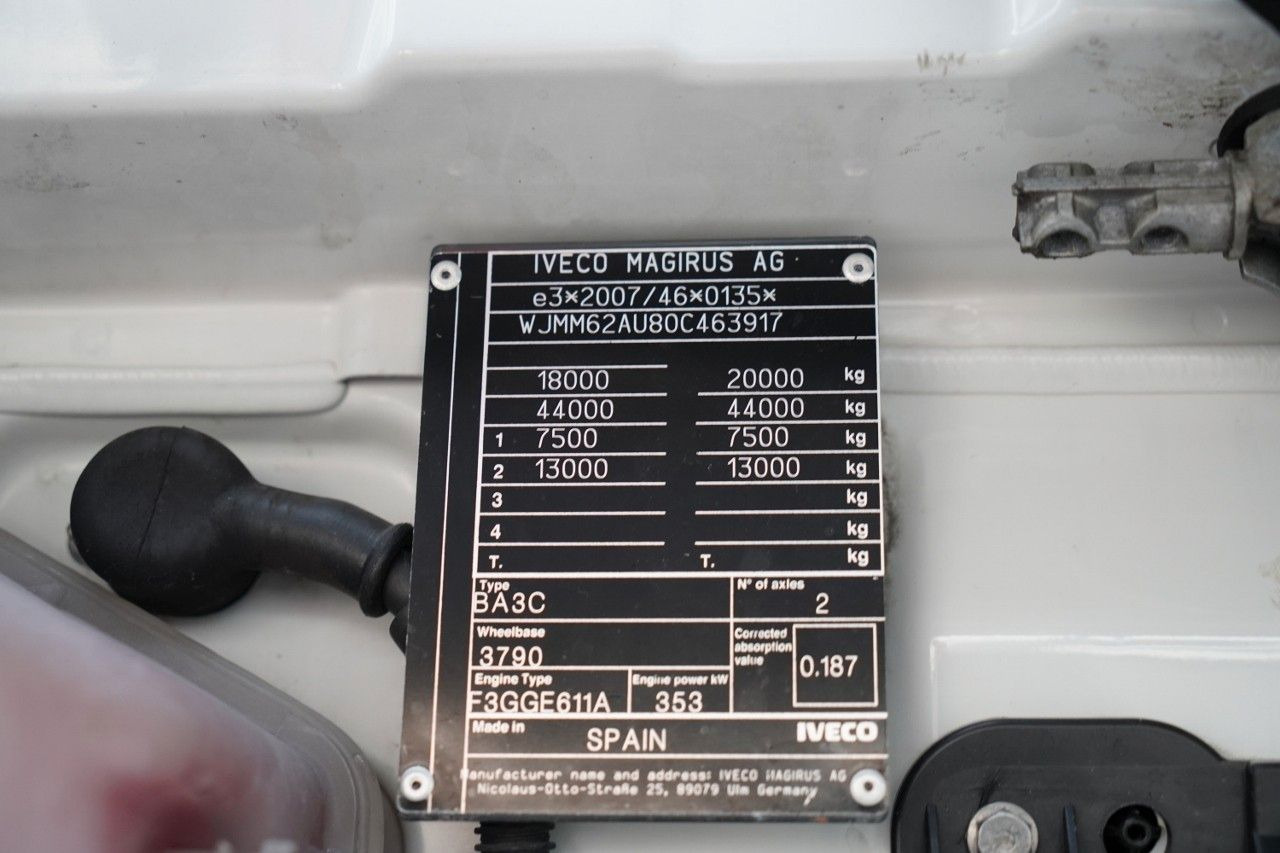 IVECO MAGIRUS AG
e3*2007/46*0135*
WJMM62AU80C463917
18000 20000 kg
44000 44000 kg
1 7500 7500 kg
2 13000 13000 kg
3 kg
4 kg
T. T. kg
Type N° of axles
BA3C 2
Wheelbase Corrected absorption value
3790 0.187
Engine Type Engine power kW
F3GGE611A 353
Made in SPAIN IVECO
Manufacturer name and address: IVECO MAGIRUS AG
Nicolaus-Otto-Straße 25, 89079 Ulm Germany